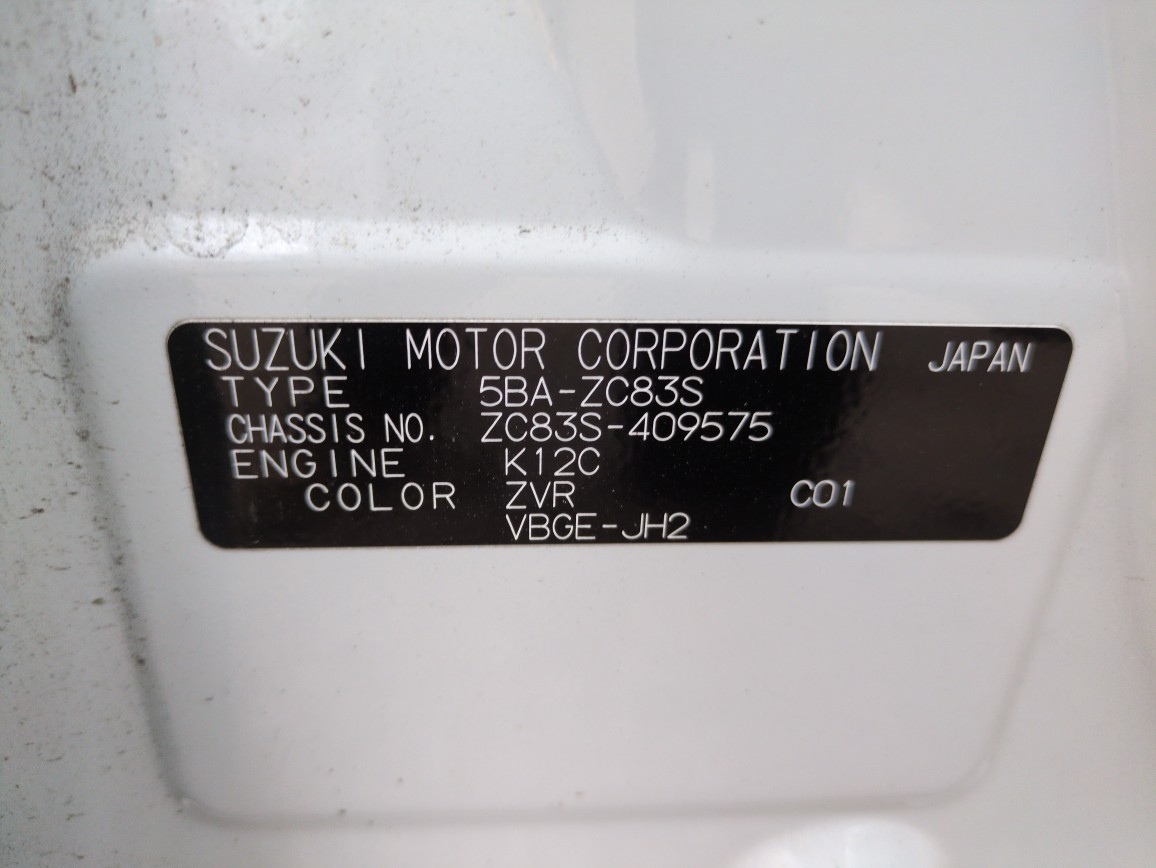 SUZUKI MOTOR CORPORATION JAPAN
TYPE 5BA-ZC83S
CHASSIS NO. ZC83S-409575
ENGINE K12C
COLOR ZVR C01
VBGE-JH2